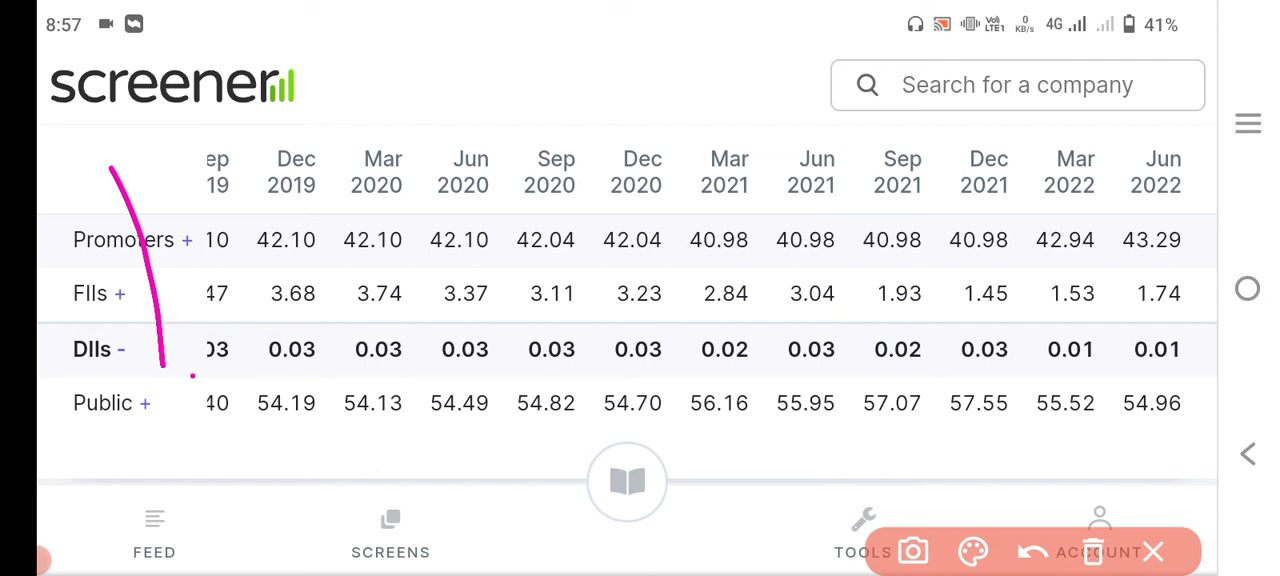 8:57 Vo) LTE1 0 KB/s 4G 41%
screener Search for a company
ep Dec Mar Jun Sep Dec Mar Jun Sep Dec Mar Jun
19 2019 2020 2020 2020 2020 2021 2021 2021 2021 2022 2022
Promoters + 10 42.10 42.10 42.10 42.04 42.04 40.98 40.98 40.98 40.98 42.94 43.29
FIIs + 47 3.68 3.74 3.37 3.11 3.23 2.84 3.04 1.93 1.45 1.53 1.74
DIIs - 03 0.03 0.03 0.03 0.03 0.03 0.02 0.03 0.02 0.03 0.01 0.01
Public + 40 54.19 54.13 54.49 54.82 54.70 56.16 55.95 57.07 57.55 55.52 54.96
FEED SCREENS TOOLS ACCOUNT